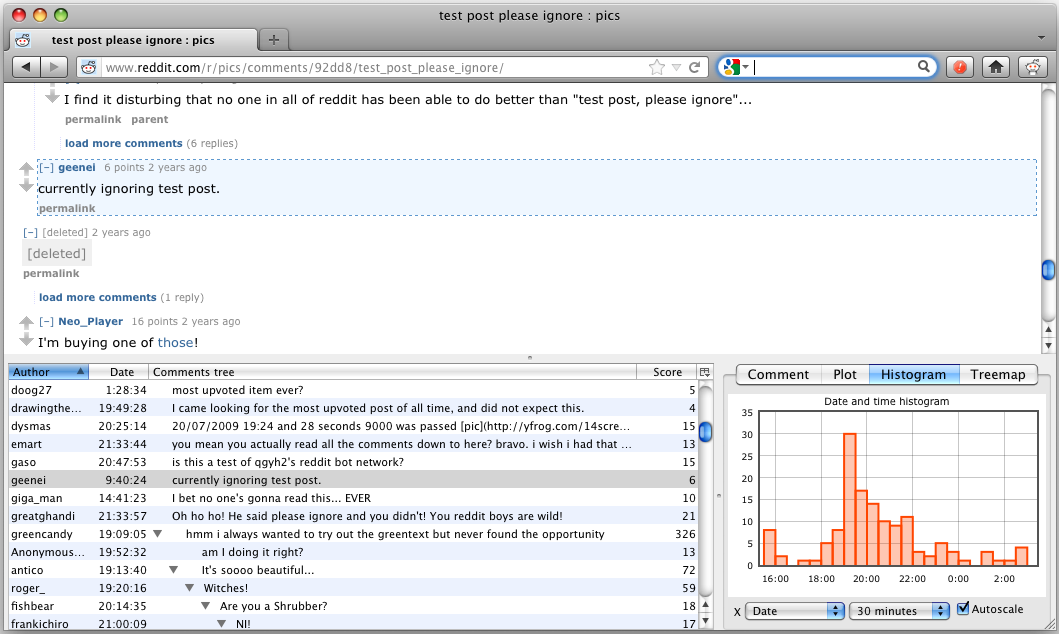 test post please ignore : pics
test post please ignore : pics
www.reddit.com/r/pics/comments/92dd8/test_post_please_ignore/
I find it disturbing that no one in all of reddit has been able to do better than "test post, please ignore"...
permalink parent
load more comments (6 replies)
[−] geenei 6 points 2 years ago
currently ignoring test post.
permalink
[−] [deleted] 2 years ago
[deleted]
permalink
load more comments (1 reply)
[−] Neo_Player 16 points 2 years ago
I'm buying one of those!
Author Date Comments tree Score
doog27 1:28:34 most upvoted item ever? 5
drawingthe... 19:49:28 I came looking for the most upvoted post of all time, and did not expect this. 4
dysmas 20:25:14 20/07/2009 19:24 and 28 seconds 9000 was passed [pic](http://yfrog.com/14scre... 15
emart 21:33:44 you mean you actually read all the comments down to here? bravo. i wish i had that ... 13
gaso 20:47:53 is this a test of qgyh2's reddit bot network? 15
geenei 9:40:24 currently ignoring test post. 6
giga_man 14:41:23 I bet no one's gonna read this... EVER 10
greatghandi 21:33:57 Oh ho ho! He said please ignore and you didn't! You reddit boys are wild! 21
greencandy 19:09:05 hmm i always wanted to try out the greentext but never found the opportunity 326
Anonymous... 19:52:32 am I doing it right? 13
antico 19:13:40 It's soooo beautiful... 72
roger_ 19:20:16 Witches! 59
fishbear 20:14:35 Are you a Shrubber? 18
frankichiro 21:00:09 NI! 17
Comment Plot Histogram Treemap
Date and time histogram
35
30
25
20
15
10
5
0
16:00 18:00 20:00 22:00 0:00 2:00
X Date 30 minutes Autoscale